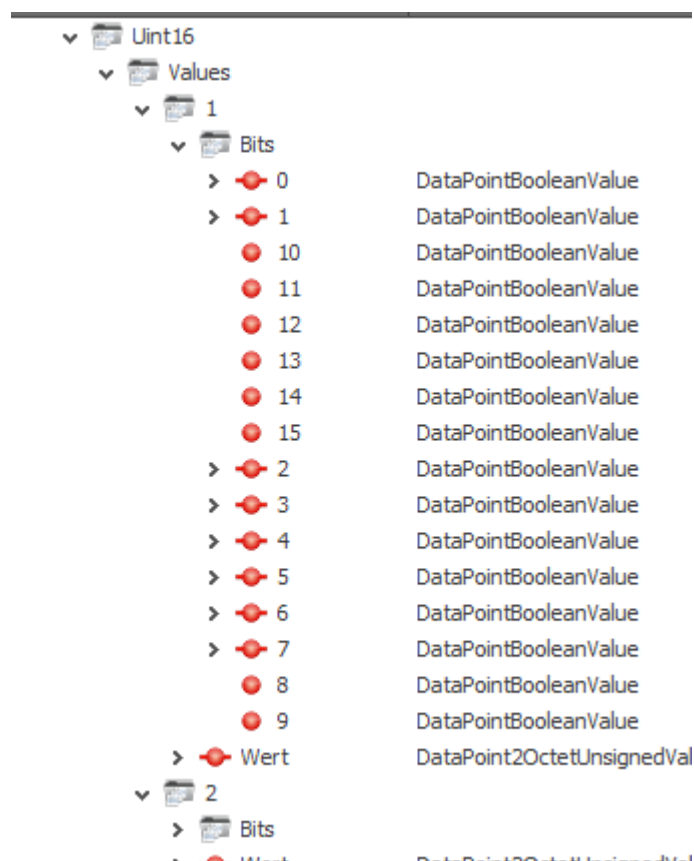 Uint16
Values
1
Bits
0 DataPointBooleanValue
1 DataPointBooleanValue
10 DataPointBooleanValue
11 DataPointBooleanValue
12 DataPointBooleanValue
13 DataPointBooleanValue
14 DataPointBooleanValue
15 DataPointBooleanValue
2 DataPointBooleanValue
3 DataPointBooleanValue
4 DataPointBooleanValue
5 DataPointBooleanValue
6 DataPointBooleanValue
7 DataPointBooleanValue
8 DataPointBooleanValue
9 DataPointBooleanValue
Wert DataPoint2OctetUnsignedVal
2
Bits